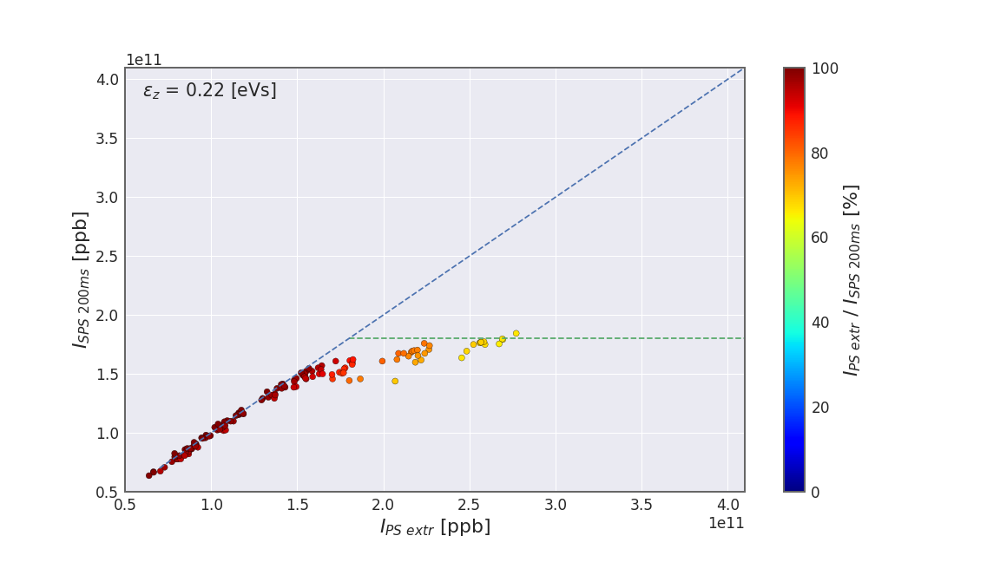 1e11
ε_z = 0.22 [eVs]
4.0
3.5
3.0
2.5
2.0
1.5
1.0
0.5
I_SPS 200ms [ppb]
0.5 1.0 1.5 2.0 2.5 3.0 3.5 4.0
1e11
I_PS extr [ppb]
100
80
60
40
20
0
I_PS extr / I_SPS 200ms [%]